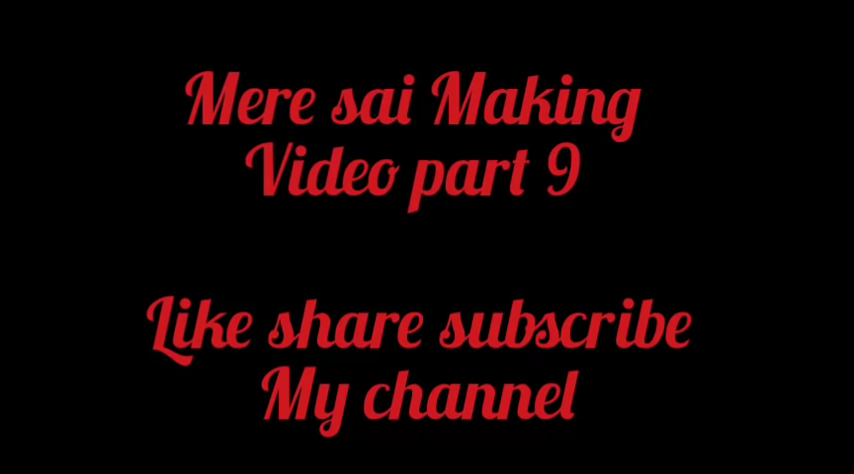 Mere sai Making
Video part 9
Like share subscribe
My channel